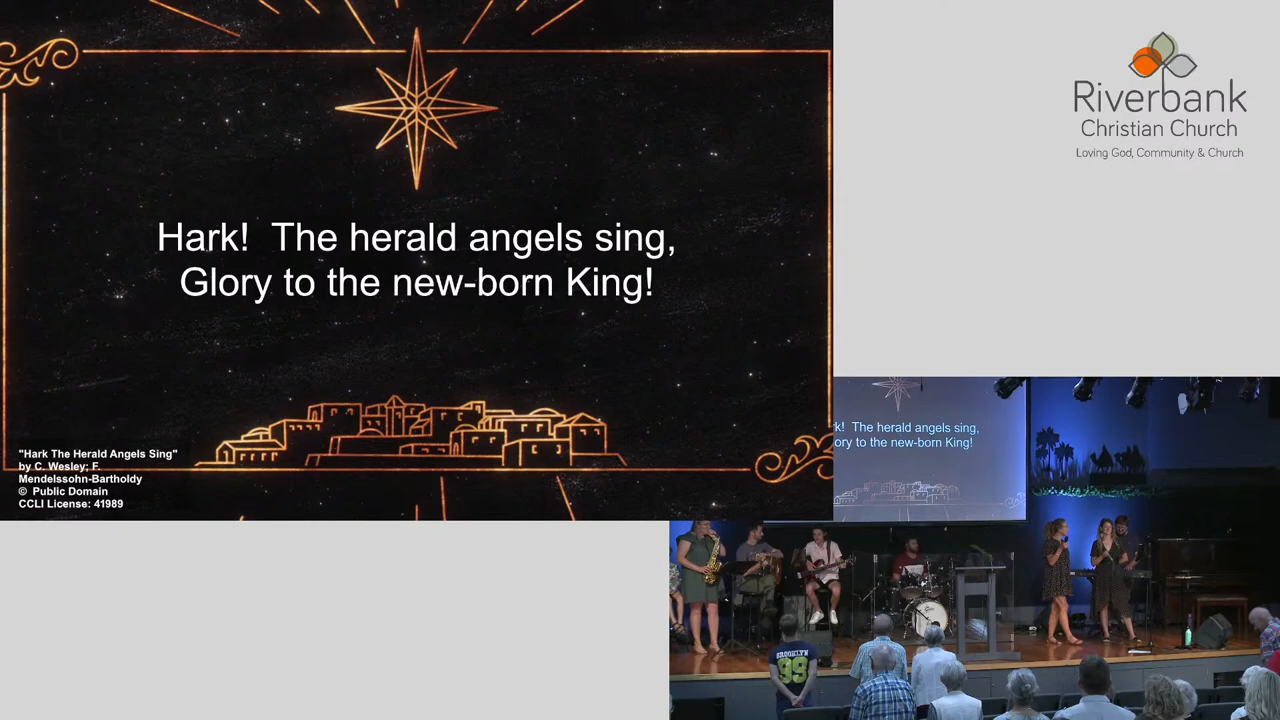 Hark!  The herald angels sing,
Glory to the new-born King!
"Hark The Herald Angels Sing"
by C. Wesley; F.
Mendelssohn-Bartholdy
©  Public Domain
CCLI License: 41989
Riverbank
Christian Church
Loving God, Community & Church
k!  The herald angels sing,
ory to the new-born King!
BROOKLYN
99